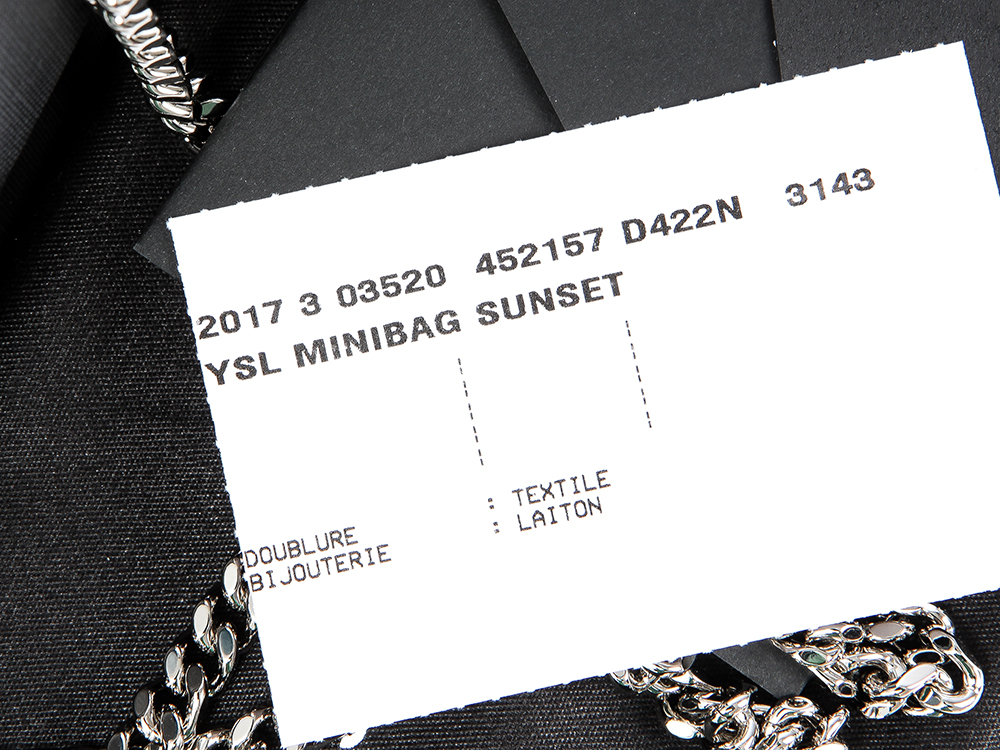 2017 3 03520 452157 D422N 3143
YSL MINIBAG SUNSET
DOUBLURE : TEXTILE
BIJOUTERIE : LAITON